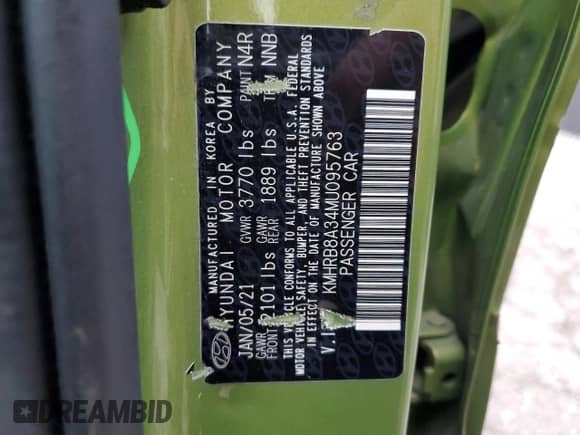 MANUFACTURED IN KOREA BY
HYUNDAI MOTOR COMPANY
JAN/05/21 GVWR 3770 lbs PAINT N4R
GAWR FRONT 2101 lbs GAWR REAR 1889 lbs TRIM NNB
THIS VEHICLE CONFORMS TO ALL APPLICABLE U.S.A. FEDERAL
MOTOR VEHICLE SAFETY, BUMPER, AND THEFT PREVENTION STANDARDS
IN EFFECT ON THE DATE OF MANUFACTURE SHOWN ABOVE
V.I KMHRB8A34MU095763
PASSENGER CAR
DREAMBID